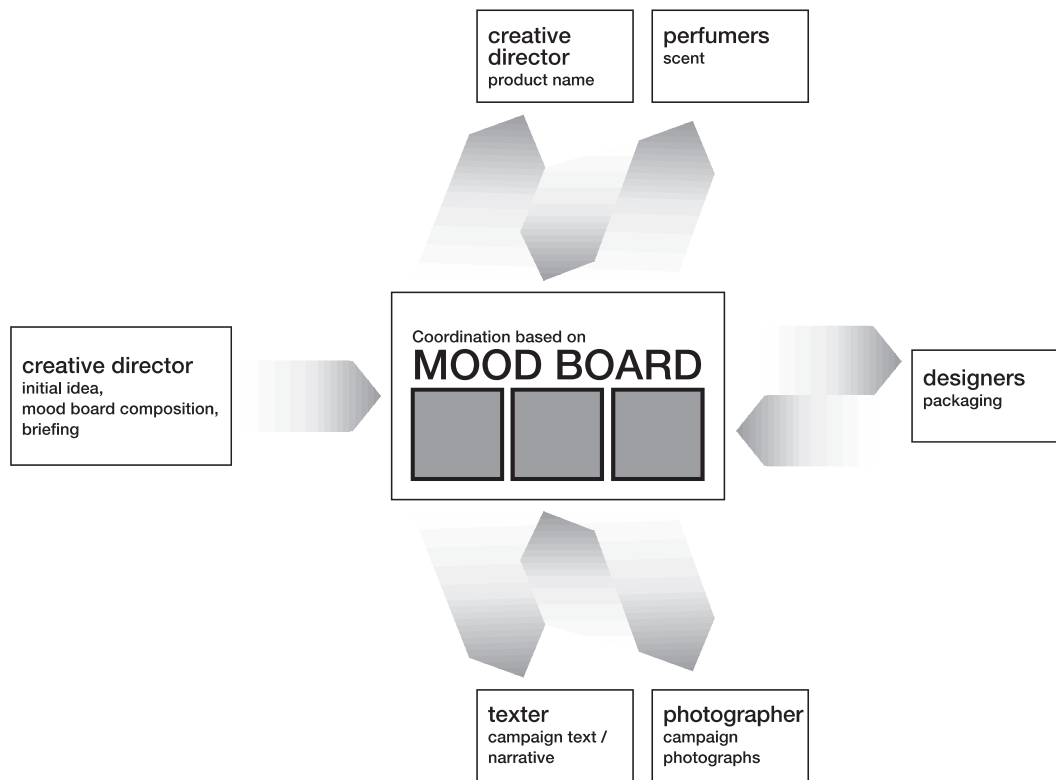 creative
director
product name
perfumers
scent
creative director
initial idea,
mood board composition,
briefing
Coordination based on
MOOD BOARD
designers
packaging
texter
campaign text /
narrative
photographer
campaign
photographs